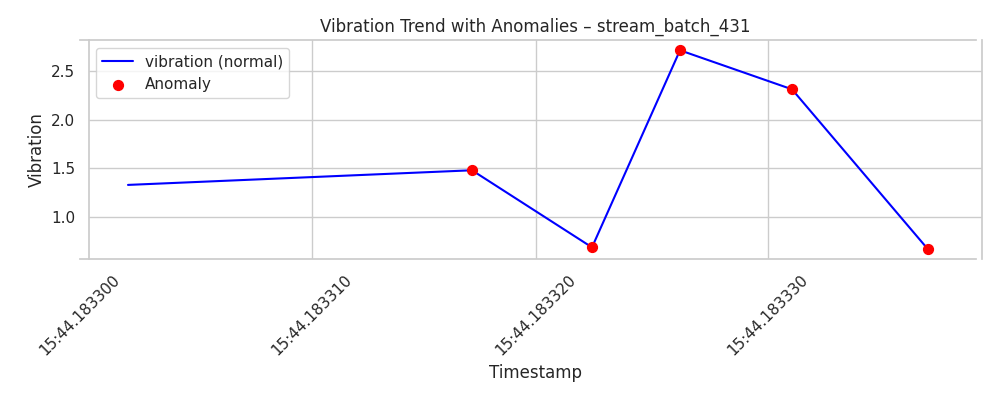 Vibration Trend with Anomalies – stream_batch_431
vibration (normal)
Anomaly
Vibration
2.5
2.0
1.5
1.0
15:44.183300
15:44.183310
15:44.183320
15:44.183330
Timestamp